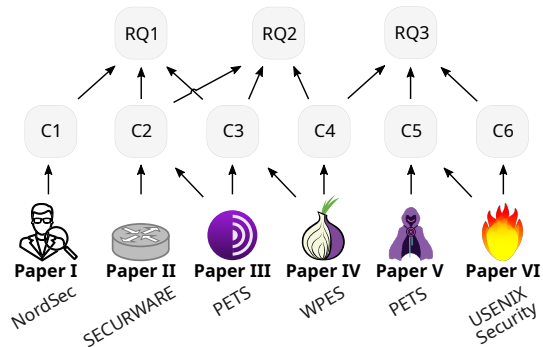 RQ1 RQ2 RQ3
C1 C2 C3 C4 C5 C6
Paper I Paper II Paper III Paper IV Paper V Paper VI
NordSec SECURWARE PETS WPES PETS USENIX
Security